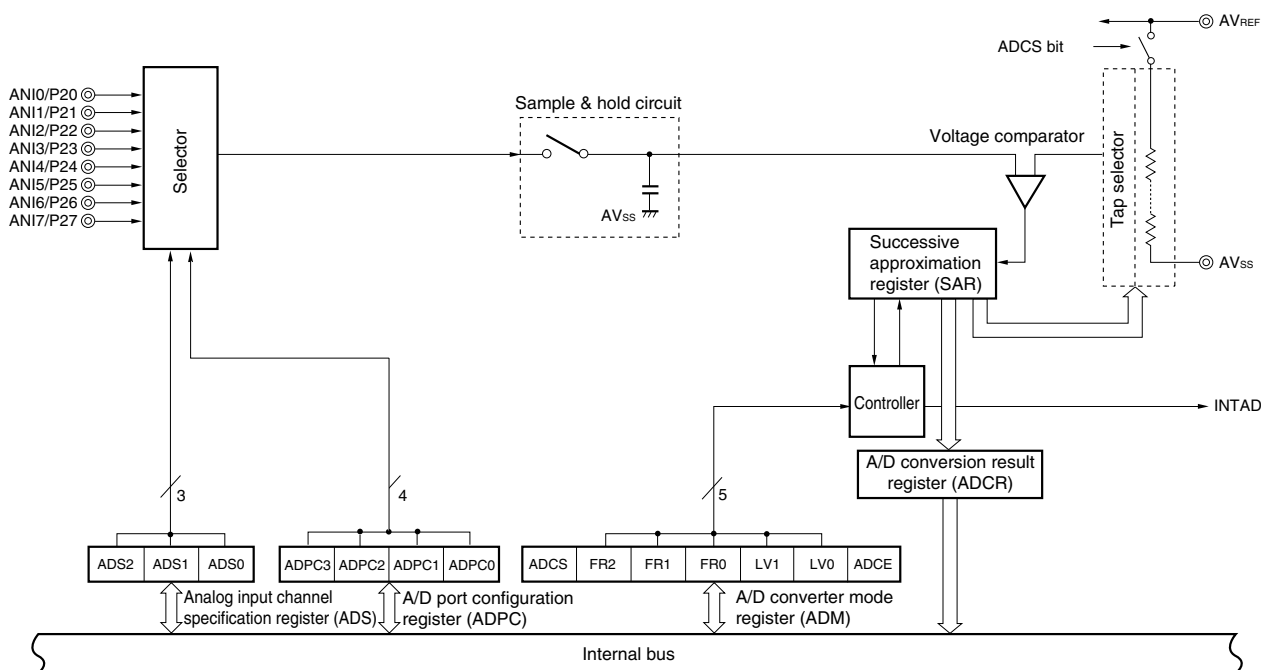 AVREF
ADCS bit
ANI0/P20
ANI1/P21
ANI2/P22
ANI3/P23
ANI4/P24
ANI5/P25
ANI6/P26
ANI7/P27
Selector
Sample & hold circuit
AVSS
Voltage comparator
Tap selector
AVSS
Successive
approximation
register (SAR)
Controller
INTAD
A/D conversion result
register (ADCR)
3
4
5
ADS2 ADS1 ADS0
ADPC3 ADPC2 ADPC1 ADPC0
ADCS FR2 FR1 FR0 LV1 LV0 ADCE
Analog input channel
specification register (ADS)
A/D port configuration
register (ADPC)
A/D converter mode
register (ADM)
Internal bus